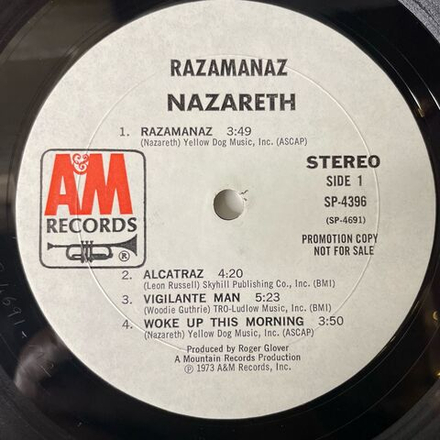 RAZAMANAZ
NAZARETH
1. RAZAMANAZ 3:49
(Nazareth) Yellow Dog Music, Inc. (ASCAP)
STEREO
SIDE 1
SP-4396
(SP-4691)
A&M
RECORDS
®
PROMOTION COPY
NOT FOR SALE
2. ALCATRAZ 4:20
(Leon Russell) Skyhill Publishing Co., Inc. (BMI)
3. VIGILANTE MAN 5:23
(Woodie Guthrie) TRO-Ludlow Music, Inc. (BMI)
4. WOKE UP THIS MORNING 3:50
(Nazareth) Yellow Dog Music, Inc. (ASCAP)
Produced by Roger Glover
A Mountain Records Production
℗ 1973 A&M Records, Inc.